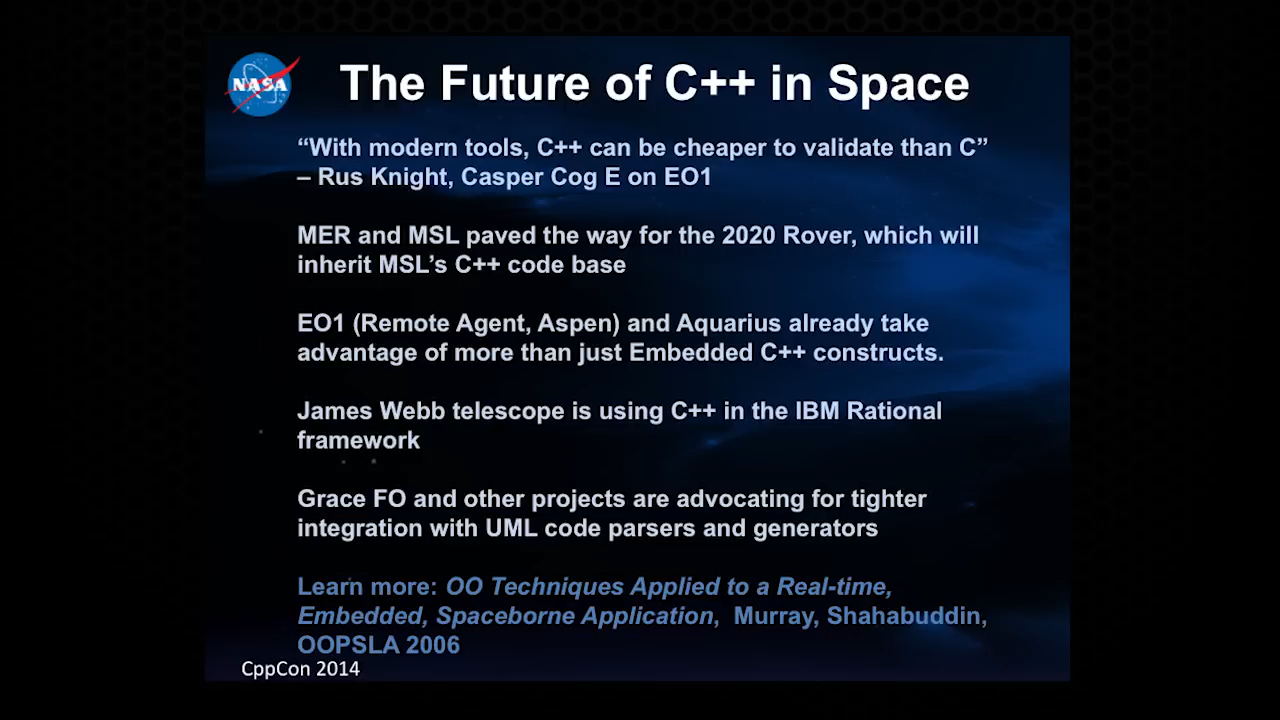 NASA
The Future of C++ in Space
“With modern tools, C++ can be cheaper to validate than C”
– Rus Knight, Casper Cog E on EO1
MER and MSL paved the way for the 2020 Rover, which will
inherit MSL’s C++ code base
EO1 (Remote Agent, Aspen) and Aquarius already take
advantage of more than just Embedded C++ constructs.
James Webb telescope is using C++ in the IBM Rational
framework
Grace FO and other projects are advocating for tighter
integration with UML code parsers and generators
Learn more: OO Techniques Applied to a Real-time,
Embedded, Spaceborne Application, Murray, Shahabuddin,
OOPSLA 2006
CppCon 2014